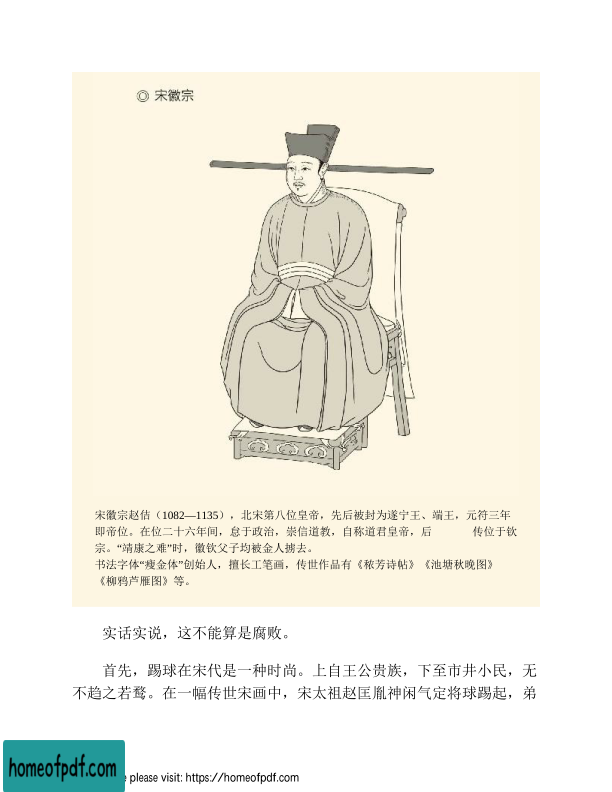 ◎ 宋徽宗
宋徽宗赵佶（1082—1135），北宋第八位皇帝，先后被封为遂宁王、端王，元符三年
即帝位。在位二十六年间，怠于政治，崇信道教，自称道君皇帝，后 传位于钦
宗。“靖康之难”时，徽钦父子均被金人掳去。
书法字体“瘦金体”创始人，擅长工笔画，传世作品有《秾芳诗帖》《池塘秋晚图》
《柳鸦芦雁图》等。
实话实说，这不能算是腐败。
首先，踢球在宋代是一种时尚。上自王公贵族，下至市井小民，无
不趋之若鹜。在一幅传世宋画中，宋太祖赵匡胤神闲气定将球踢起，弟
homeofpdf.com
please visit: https://homeofpdf.com